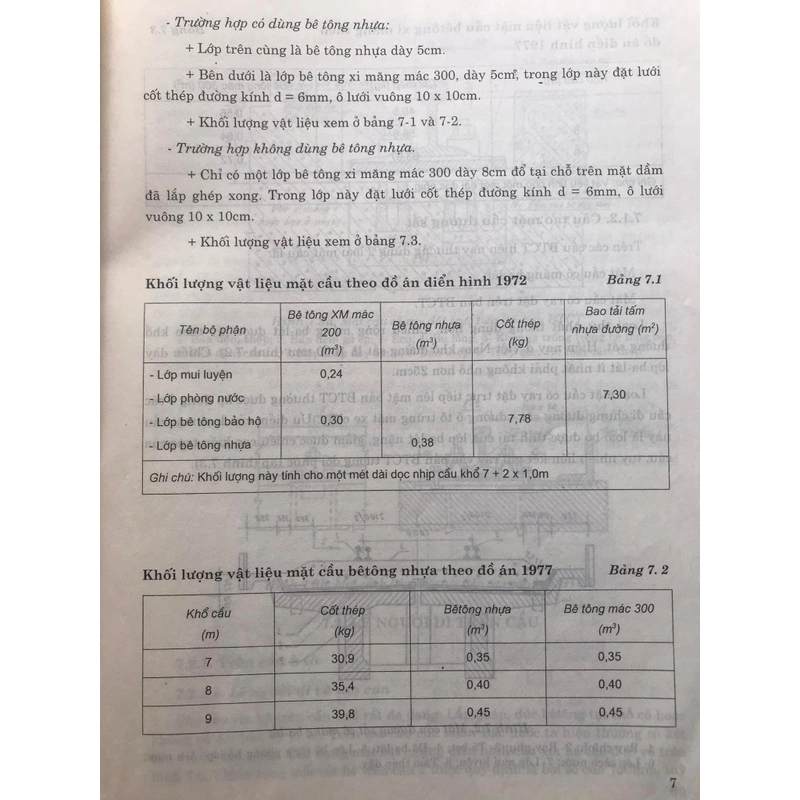 - Trường hợp có dùng bê tông nhựa:
+ Lớp trên cùng là bê tông nhựa dày 5cm.
+ Bên dưới là lớp bê tông xi măng mác 300, dày 5cm, trong lớp này đặt lưới
cốt thép đường kính d = 6mm, ô lưới vuông 10 x 10cm.
+ Khối lượng vật liệu xem ở bảng 7-1 và 7-2.
- Trường hợp không dùng bê tông nhựa.
+ Chỉ có một lớp bê tông xi măng mác 300 dày 8cm đổ tại chỗ trên mặt dầm
đã lắp ghép xong. Trong lớp này đặt lưới cốt thép đường kính d = 6mm, ô lưới
vuông 10 x 10cm.
+ Khối lượng vật liệu xem ở bảng 7.3.
Khối lượng vật liệu mặt cầu theo đồ án điển hình 1972 Bảng 7.1
Tên bộ phận
Bê tông XM mác
200
(m³)
Bê tông nhựa
(m³)
Cốt thép
(kg)
Bao tải tấm
nhựa đường (m²)
- Lớp mui luyện 0,24
- Lớp phòng nước 7,30
- Lớp bê tông bảo hộ 0,30 7,78
- Lớp bê tông nhựa 0,38
Ghi chú: Khối lượng này tính cho một mét dài dọc nhịp cầu khổ 7 + 2 x 1,0m
Khối lượng vật liệu mặt cầu bêtông nhựa theo đồ án 1977 Bảng 7. 2
Khổ cầu Cốt thép Bêtông nhựa Bê tông mác 300
(m) (kg) (m³) (m³)
7 30,9 0,35 0,35
8 35,4 0,40 0,40
9 39,8 0,45 0,45
7